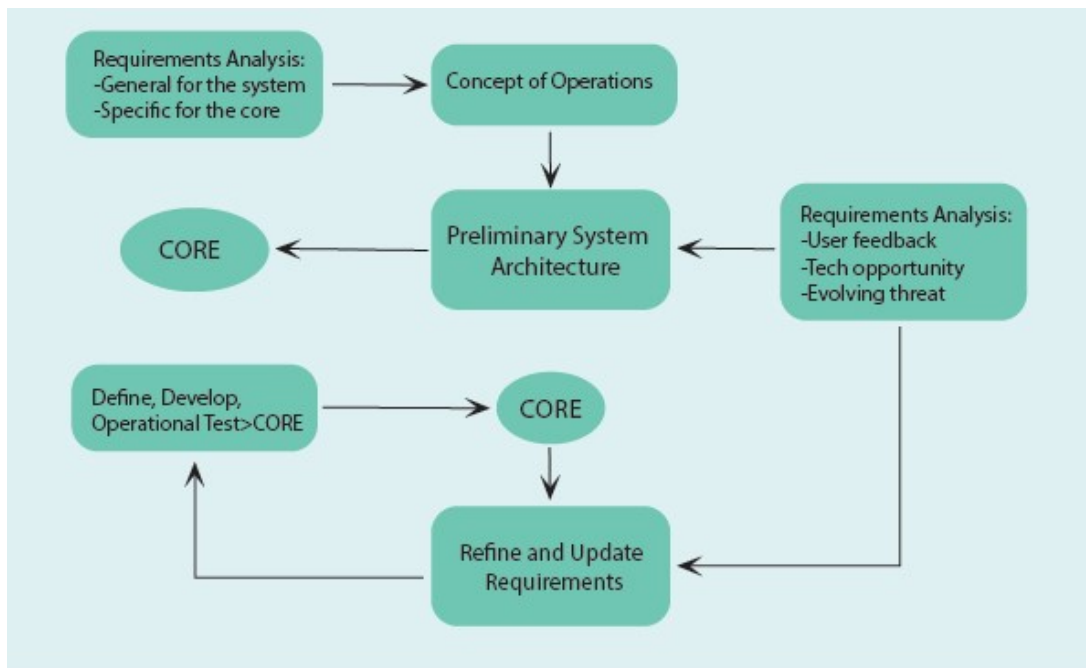 Requirements Analysis:
-General for the system
-Specific for the core
Concept of Operations
CORE
Preliminary System
Architecture
Requirements Analysis:
-User feedback
-Tech opportunity
-Evolving threat
Define, Develop,
Operational Test>CORE
CORE
Refine and Update
Requirements